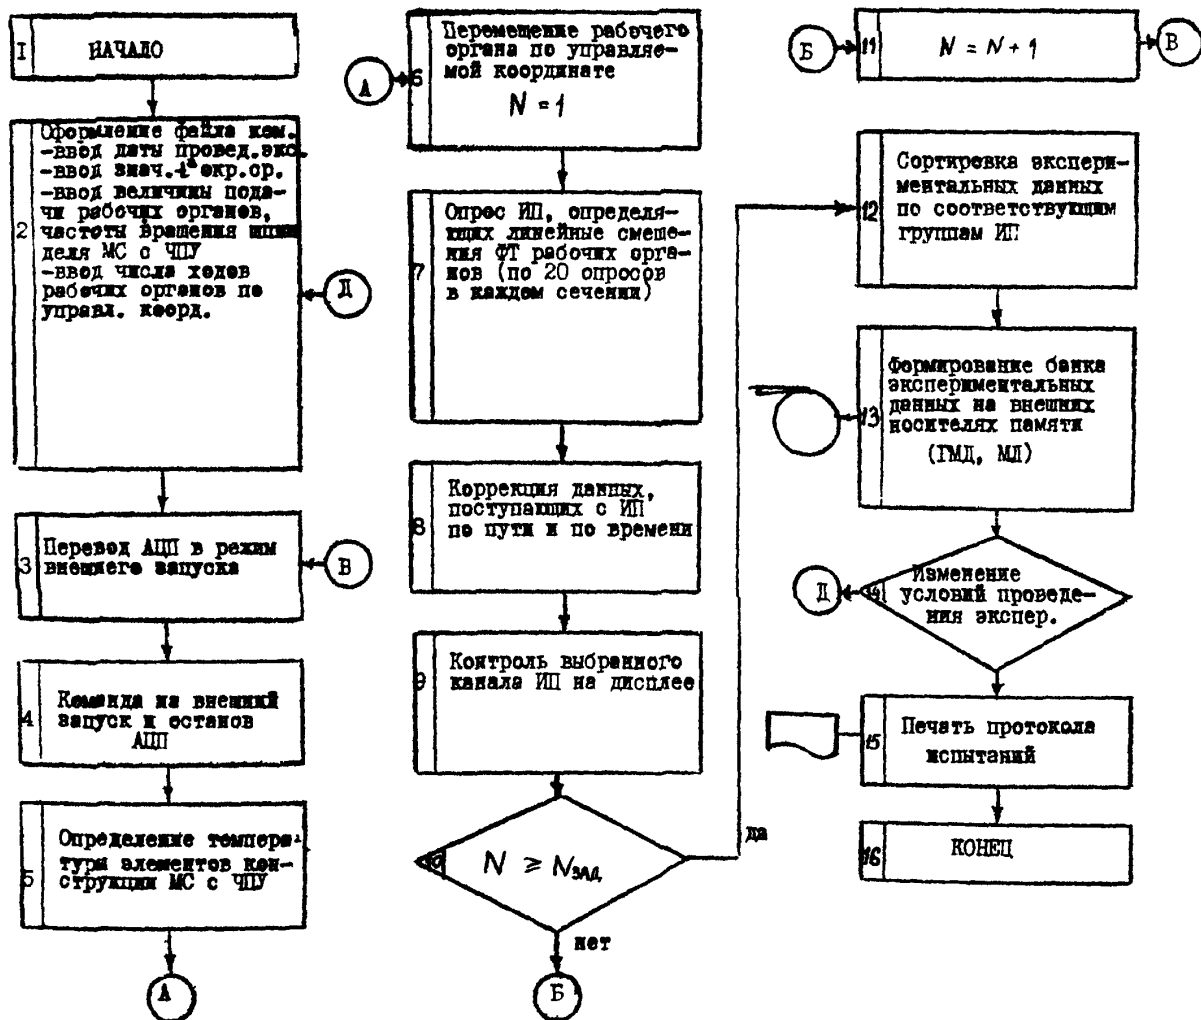 I
НАЧАЛО
2
Оформление файла ком.
-ввод даты провед.экс.
-ввод знач.t° окр.ср.
-ввод величины пода-
чи рабочих органов,
частоты вращения шпин
деля МС с ЧПУ
-ввод числа ходов
рабочих органов по
управл. коорд.
Д
3
Перевод АЦП в режим
внешнего запуска
В
4
Команда на внешний
запуск и останов
АЦП
5
Определение темпера-
туры элементов кон-
струкции МС с ЧПУ
А
А
6
Перемещение рабочего
органа по управляе-
мой координате
N = 1
7
Опрос ИП, определя-
ющих линейные смеще-
ния ФТ рабочих орга-
нов (по 20 опросов
в каждом сечении)
8
Коррекция данных,
поступающих с ИП
по пути и по времени
9
Контроль выбранного
канала ИП на дисплее
10
N ≥ Nзад.
да
нет
Б
Б
11
N = N + 1
В
12
Сортировка экспери-
ментальных данных
по соответствующим
группам ИП
13
Формирование банка
экспериментальных
данных на внешних
носителях памяти
(ГМД, МЛ)
Д
14
Изменение
условий проведе-
ния экспер.
15
Печать протокола
испытаний
16
КОНЕЦ